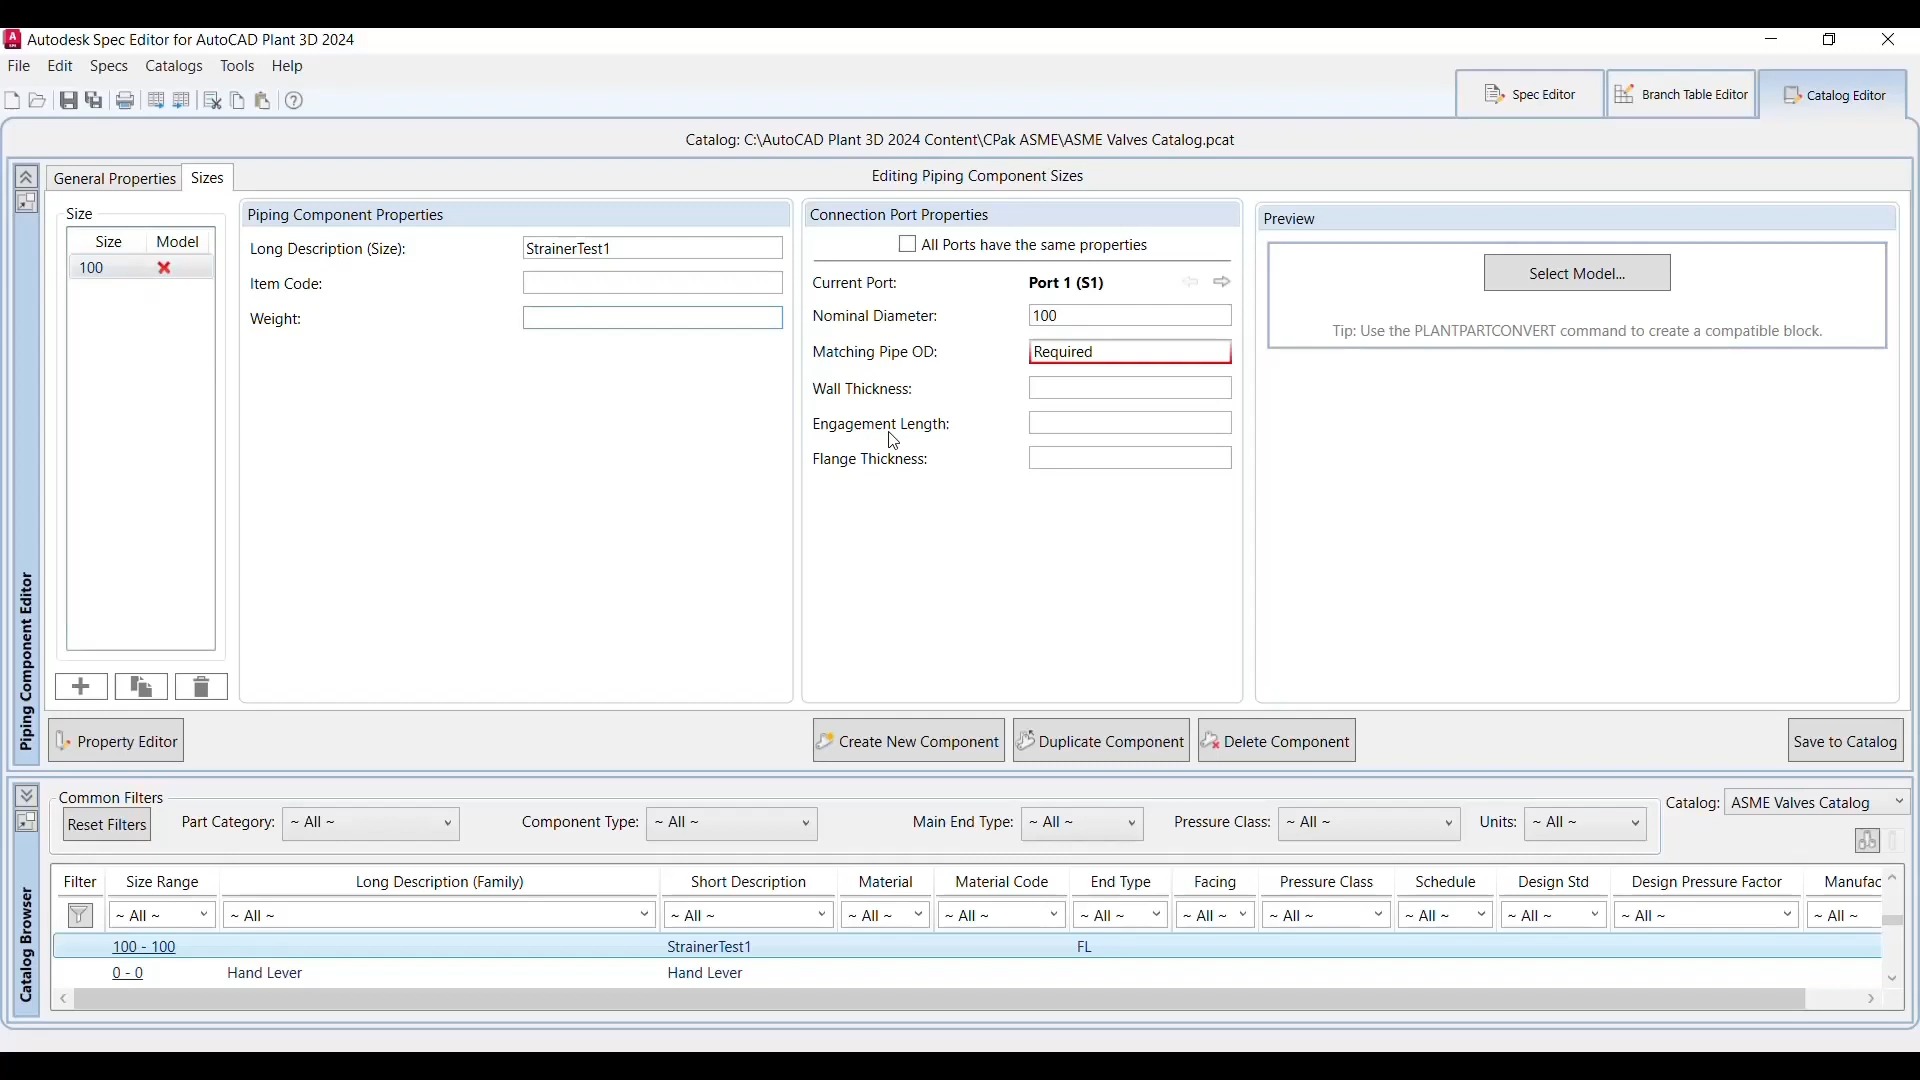 Autodesk Spec Editor for AutoCAD Plant 3D 2024
File Edit Specs Catalogs Tools Help
Spec Editor Branch Table Editor Catalog Editor
Catalog: C:\AutoCAD Plant 3D 2024 Content\CPak ASME\ASME Valves Catalog.pcat
Piping Component Editor
General Properties Sizes
Editing Piping Component Sizes
Size
Size Model
100
Piping Component Properties
Long Description (Size): StrainerTest1
Item Code:
Weight:
Connection Port Properties
All Ports have the same properties
Current Port: Port 1 (S1)
Nominal Diameter: 100
Matching Pipe OD: Required
Wall Thickness:
Engagement Length:
Flange Thickness:
Preview
Select Model...
Tip: Use the PLANTPARTCONVERT command to create a compatible block.
Property Editor Create New Component Duplicate Component Delete Component Save to Catalog
Catalog Browser
Common Filters
Reset Filters Part Category: ~ All ~ Component Type: ~ All ~ Main End Type: ~ All ~ Pressure Class: ~ All ~ Units: ~ All ~
Catalog: ASME Valves Catalog
Filter Size Range Long Description (Family) Short Description Material Material Code End Type Facing Pressure Class Schedule Design Std Design Pressure Factor Manufac
~ All ~ ~ All ~ ~ All ~ ~ All ~ ~ All ~ ~ All ~ ~ All ~ ~ All ~ ~ All ~ ~ All ~ ~ All ~ ~ All ~
100 - 100 StrainerTest1 FL
0 - 0 Hand Lever Hand Lever